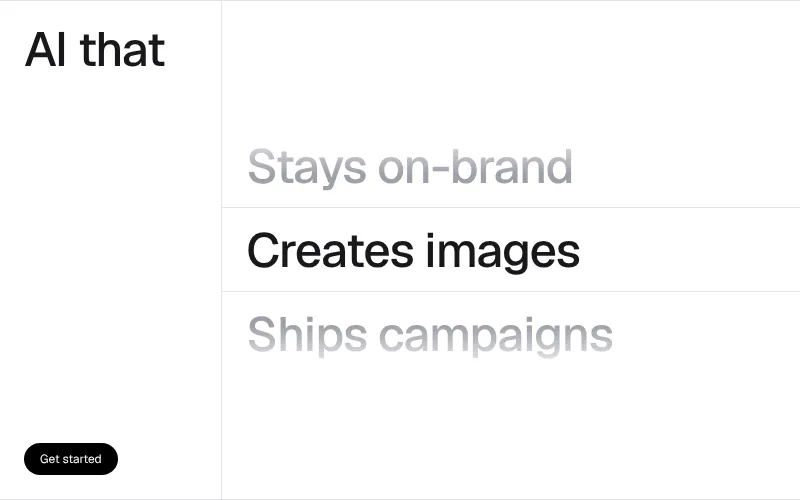 AI that
Stays on-brand
Creates images
Ships campaigns
Get started